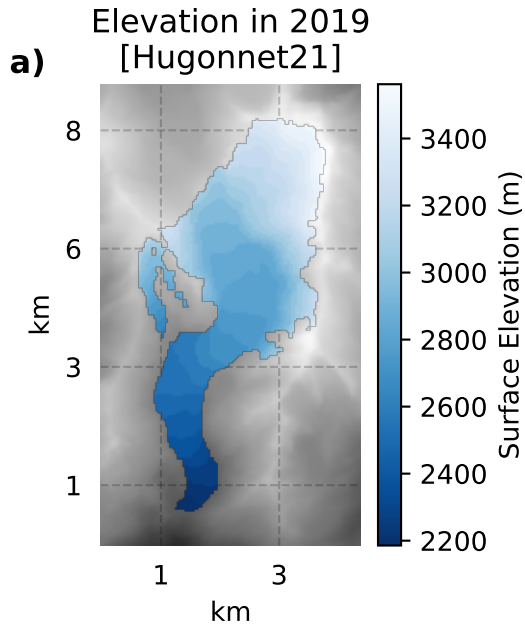 Elevation in 2019
a) [Hugonnet21]
8
6
3
1
km
1 3
km
3400
3200
3000
2800
2600
2400
2200
Surface Elevation (m)